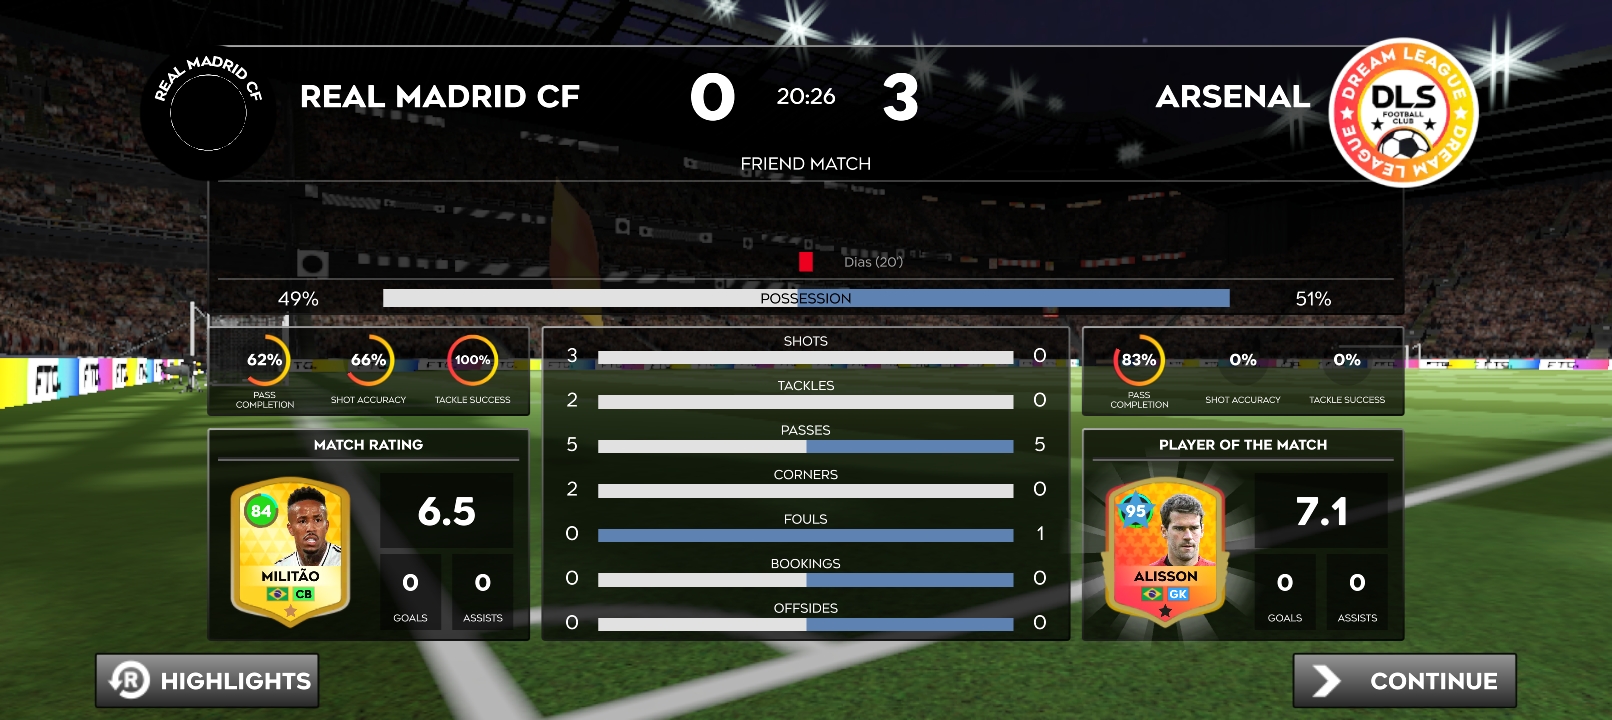 REAL MADRID CF
REAL MADRID CF
0
20:26
3
ARSENAL
DREAM LEAGUE
DLS
FOOTBALL
CLUB
DREAM LEAGUE
FRIEND MATCH
Dias (20')
49%
POSSESSION
51%
62%
66%
100%
PASS
COMPLETION
SHOT ACCURACY
TACKLE SUCCESS
SHOTS
3
0
TACKLES
2
0
PASSES
5
5
CORNERS
2
0
FOULS
0
1
BOOKINGS
0
0
OFFSIDES
0
0
83%
0%
0%
PASS
COMPLETION
SHOT ACCURACY
TACKLE SUCCESS
MATCH RATING
84
MILITÃO
CB
6.5
0
0
GOALS
ASSISTS
PLAYER OF THE MATCH
95
ALISSON
GK
7.1
0
0
GOALS
ASSISTS
FTG
R HIGHLIGHTS
CONTINUE